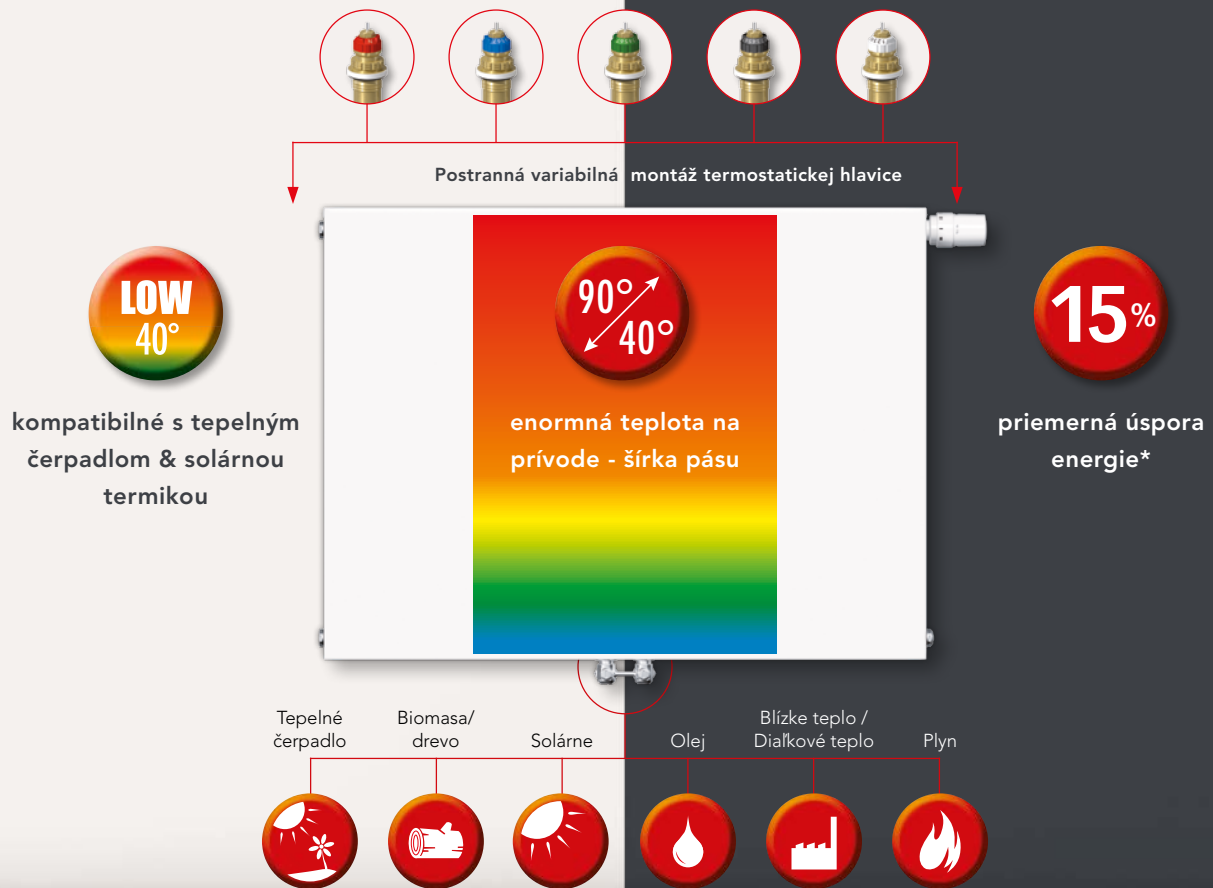 Postranná variabilná montáž termostatickej hlavice
LOW
40°
kompatibilné s tepelným
čerpadlom & solárnou
termikou
90°
40°
enormná teplota na
prívode - šírka pásu
15%
priemerná úspora
energie*
Tepelné
čerpadlo
Biomasa/
drevo
Solárne
Olej
Blízke teplo /
Diaľkové teplo
Plyn